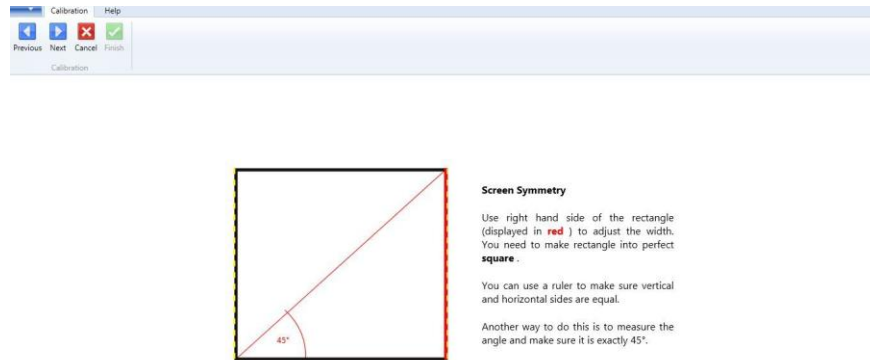 Calibration Help
Previous Next Cancel Finish
Calibration
Screen Symmetry
Use right hand side of the rectangle
(displayed in red ) to adjust the width.
You need to make rectangle into perfect
square .
You can use a ruler to make sure vertical
and horizontal sides are equal.
Another way to do this is to measure the
angle and make sure it is exactly 45°.
45°